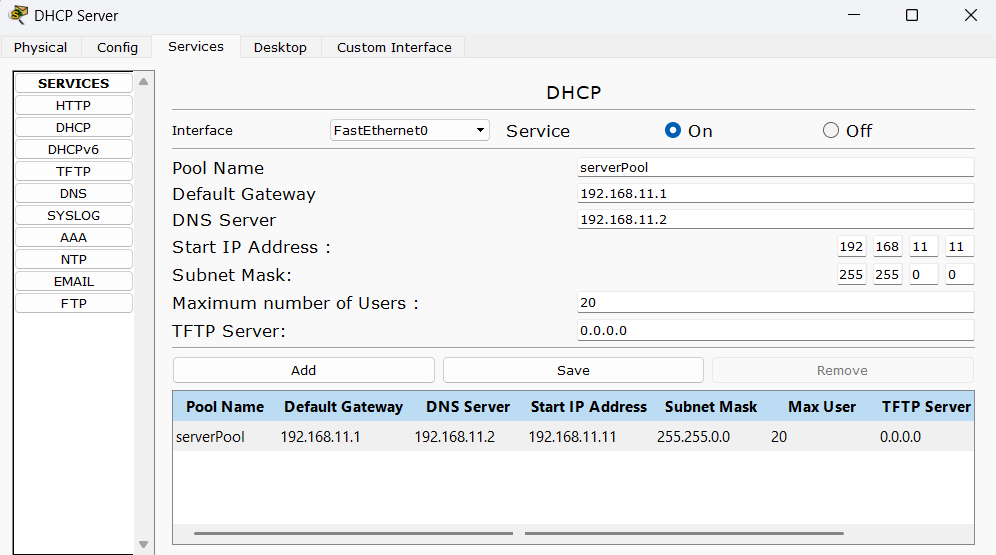 DHCP Server
Physical Config Services Desktop Custom Interface
SERVICES
HTTP
DHCP
DHCPv6
TFTP
DNS
SYSLOG
AAA
NTP
EMAIL
FTP
DHCP
Interface FastEthernet0 Service On Off
Pool Name serverPool
Default Gateway 192.168.11.1
DNS Server 192.168.11.2
Start IP Address : 192 168 11 11
Subnet Mask: 255 255 0 0
Maximum number of Users : 20
TFTP Server: 0.0.0.0
Add Save Remove
Pool Name Default Gateway DNS Server Start IP Address Subnet Mask Max User TFTP Server
serverPool 192.168.11.1 192.168.11.2 192.168.11.11 255.255.0.0 20 0.0.0.0